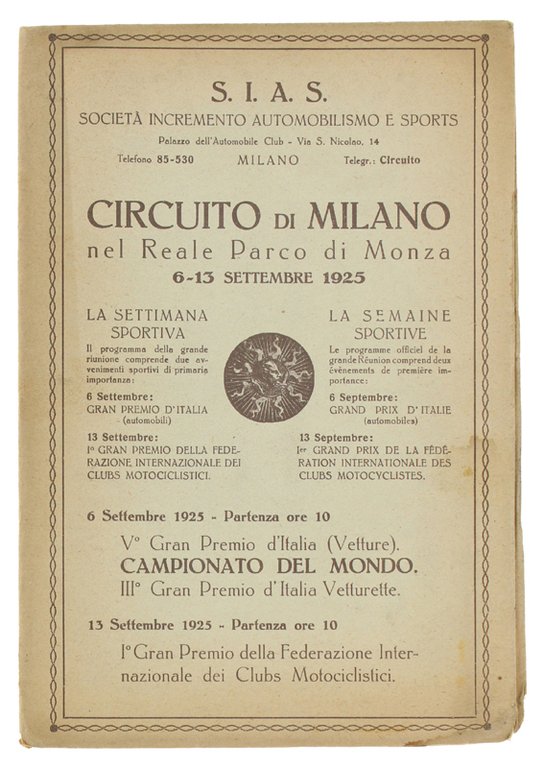 S. I. A. S.
SOCIETÀ INCREMENTO AUTOMOBILISMO E SPORTS
Palazzo dell'Automobile Club - Via S. Nicolao, 14
Telefono 85-530 MILANO Telegr.: Circuito
CIRCUITO DI MILANO
nel Reale Parco di Monza
6-13 SETTEMBRE 1925
LA SETTIMANA
SPORTIVA
Il programma della grande
riunione comprende due av-
venimenti sportivi di primaria
importanza:
6 Settembre:
GRAN PREMIO D'ITALIA
- (automobili)
13 Settembre:
Iº GRAN PREMIO DELLA FEDE-
RAZIONE INTERNAZIONALE DEI
CLUBS MOTOCICLISTICI.
LA SEMAINE
SPORTIVE
Le programme officiel de la
grande Réunion comprend deux
évènements de première im-
portance:
6 Septembre:
GRAND PRIX D'ITALIE
(automobiles)
13 Septembre:
Ier GRAND PRIX DE LA FÉDÉ-
RATION INTERNATIONALE DES
CLUBS MOTOCYCLISTES.
6 Settembre 1925 - Partenza ore 10
Vº Gran Premio d'Italia (Vetture).
CAMPIONATO DEL MONDO.
IIIº Gran Premio d'Italia Vetturette.
13 Settembre 1925 - Partenza ore 10
Iº Gran Premio della Federazione Inter-
nazionale dei Clubs Motociclistici.